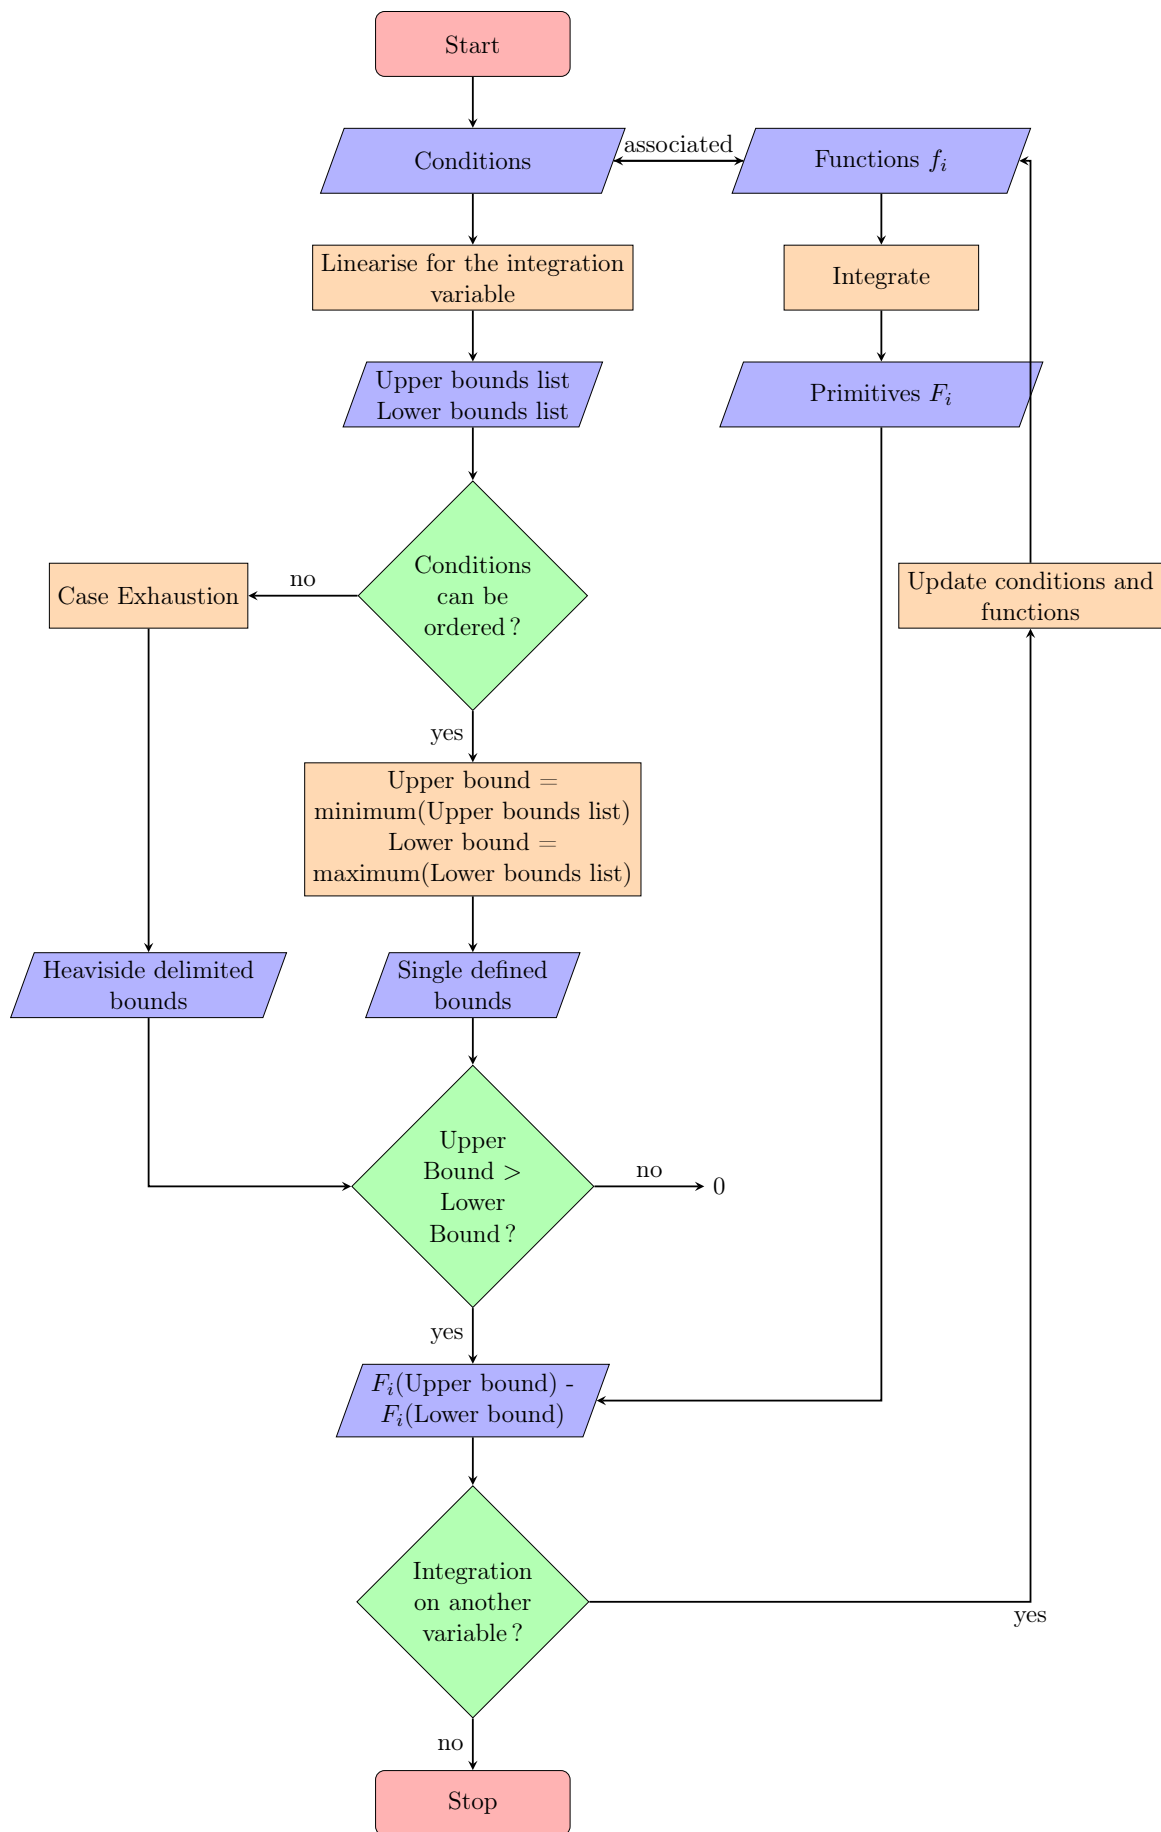 Start
Conditions
associated
Functions f_i
Linearise for the integration
variable
Integrate
Upper bounds list
Lower bounds list
Primitives F_i
Conditions
can be
ordered ?
no
Case Exhaustion
Update conditions and
functions
yes
Upper bound =
minimum(Upper bounds list)
Lower bound =
maximum(Lower bounds list)
Heaviside delimited
bounds
Single defined
bounds
Upper
Bound >
Lower
Bound ?
no
0
yes
F_i(Upper bound) -
F_i(Lower bound)
Integration
on another
variable ?
yes
no
Stop